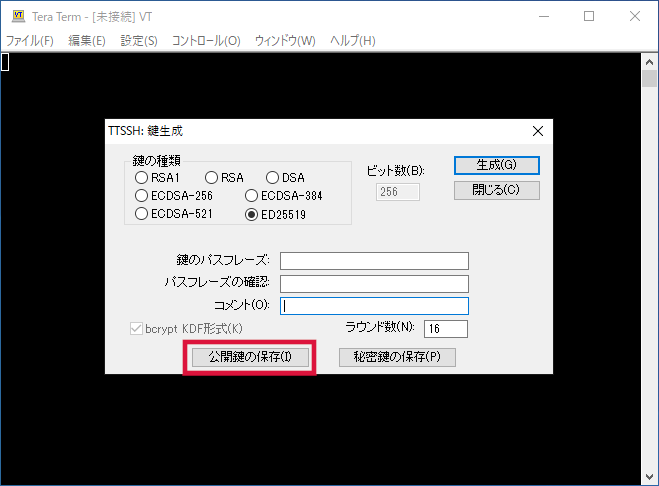 Tera Term - [未接続] VT
ファイル(F) 編集(E) 設定(S) コントロール(O) ウィンドウ(W) ヘルプ(H)
TTSSH: 鍵生成
鍵の種類
RSA1 RSA DSA
ECDSA-256 ECDSA-384
ECDSA-521 ED25519
ビット数(B):
256
生成(G)
閉じる(C)
鍵のパスフレーズ:
パスフレーズの確認:
コメント(O):
bcrypt KDF形式(K) ラウンド数(N): 16
公開鍵の保存(I) 秘密鍵の保存(P)